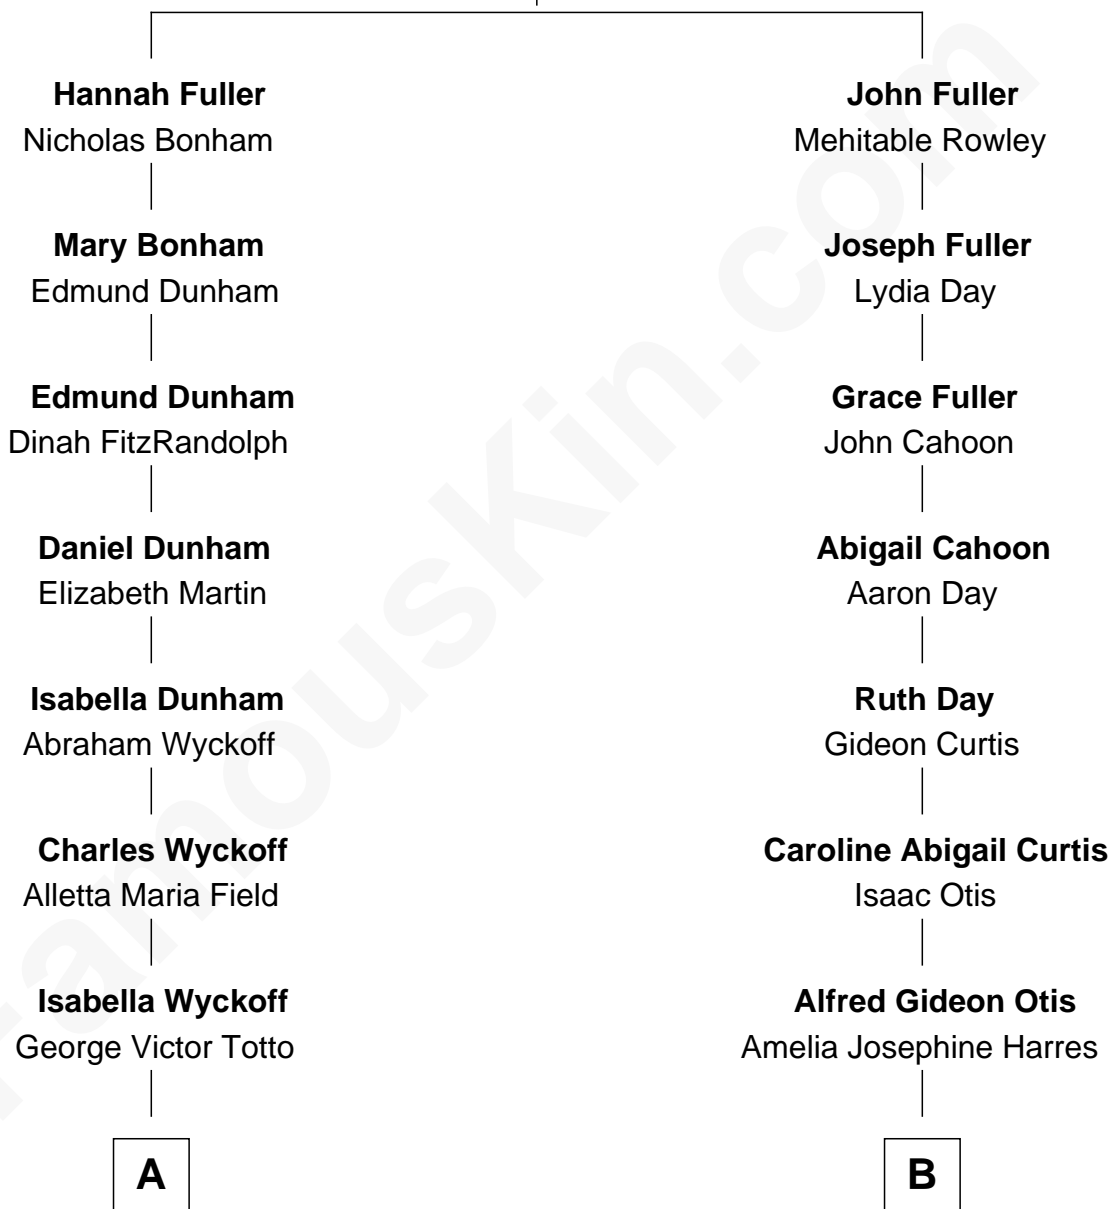 Hannah Fuller
Nicholas Bonham
John Fuller
Mehitable Rowley
Mary Bonham
Edmund Dunham
Joseph Fuller
Lydia Day
Edmund Dunham
Dinah FitzRandolph
Grace Fuller
John Cahoon
Daniel Dunham
Elizabeth Martin
Abigail Cahoon
Aaron Day
Isabella Dunham
Abraham Wyckoff
Ruth Day
Gideon Curtis
Charles Wyckoff
Alletta Maria Field
Caroline Abigail Curtis
Isaac Otis
Isabella Wyckoff
George Victor Totto
Alfred Gideon Otis
Amelia Josephine Harres
A
B
FamousKin.com